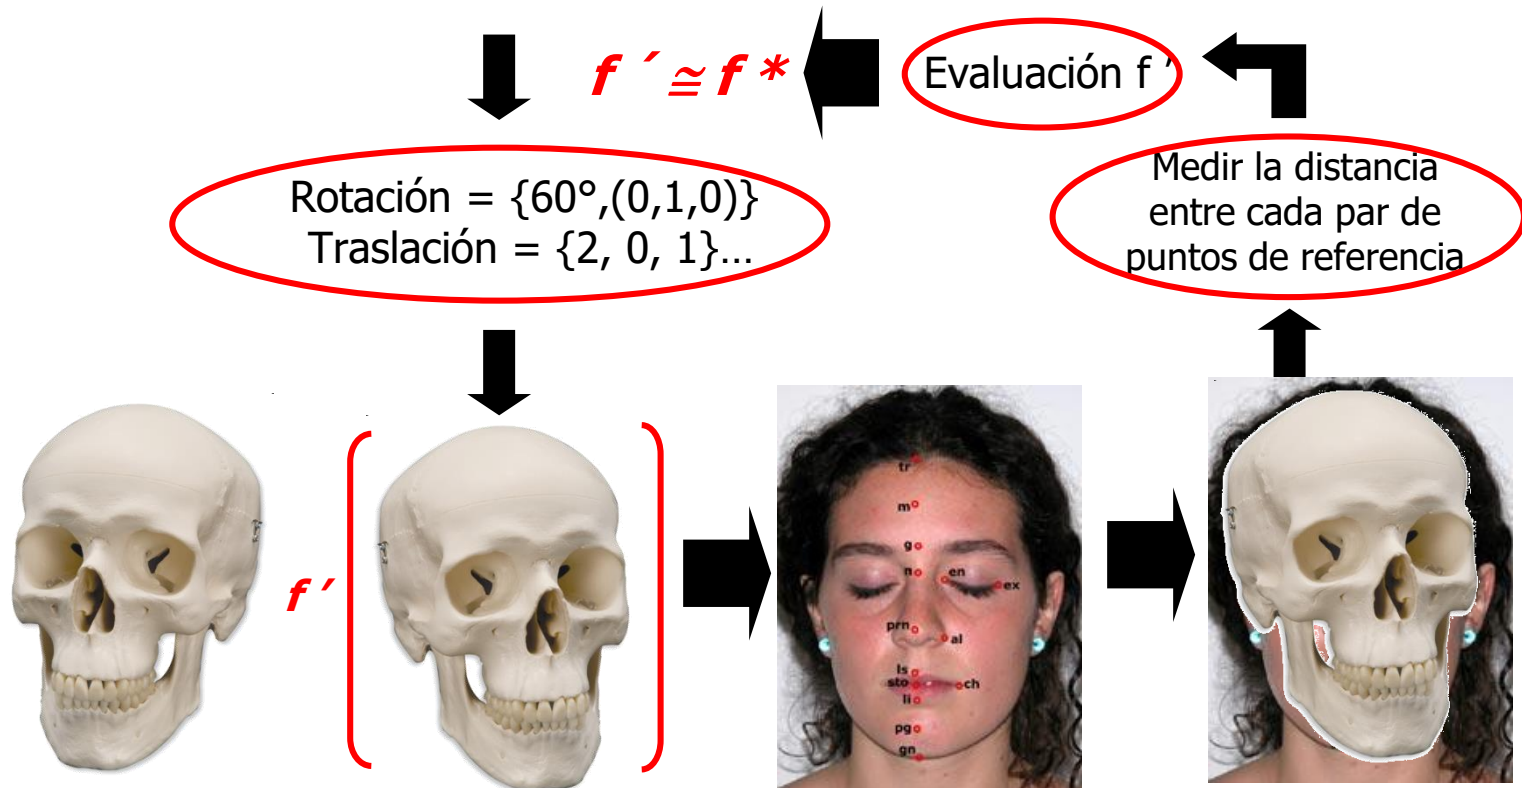 f ´ ≅ f *
Evaluación f ’
Rotación = {60°,(0,1,0)}
Traslación = {2, 0, 1}…
Medir la distancia
entre cada par de
puntos de referencia
f ’
tr
m
g
n
en
ex
prn
al
ls
sto
ch
li
pg
gn